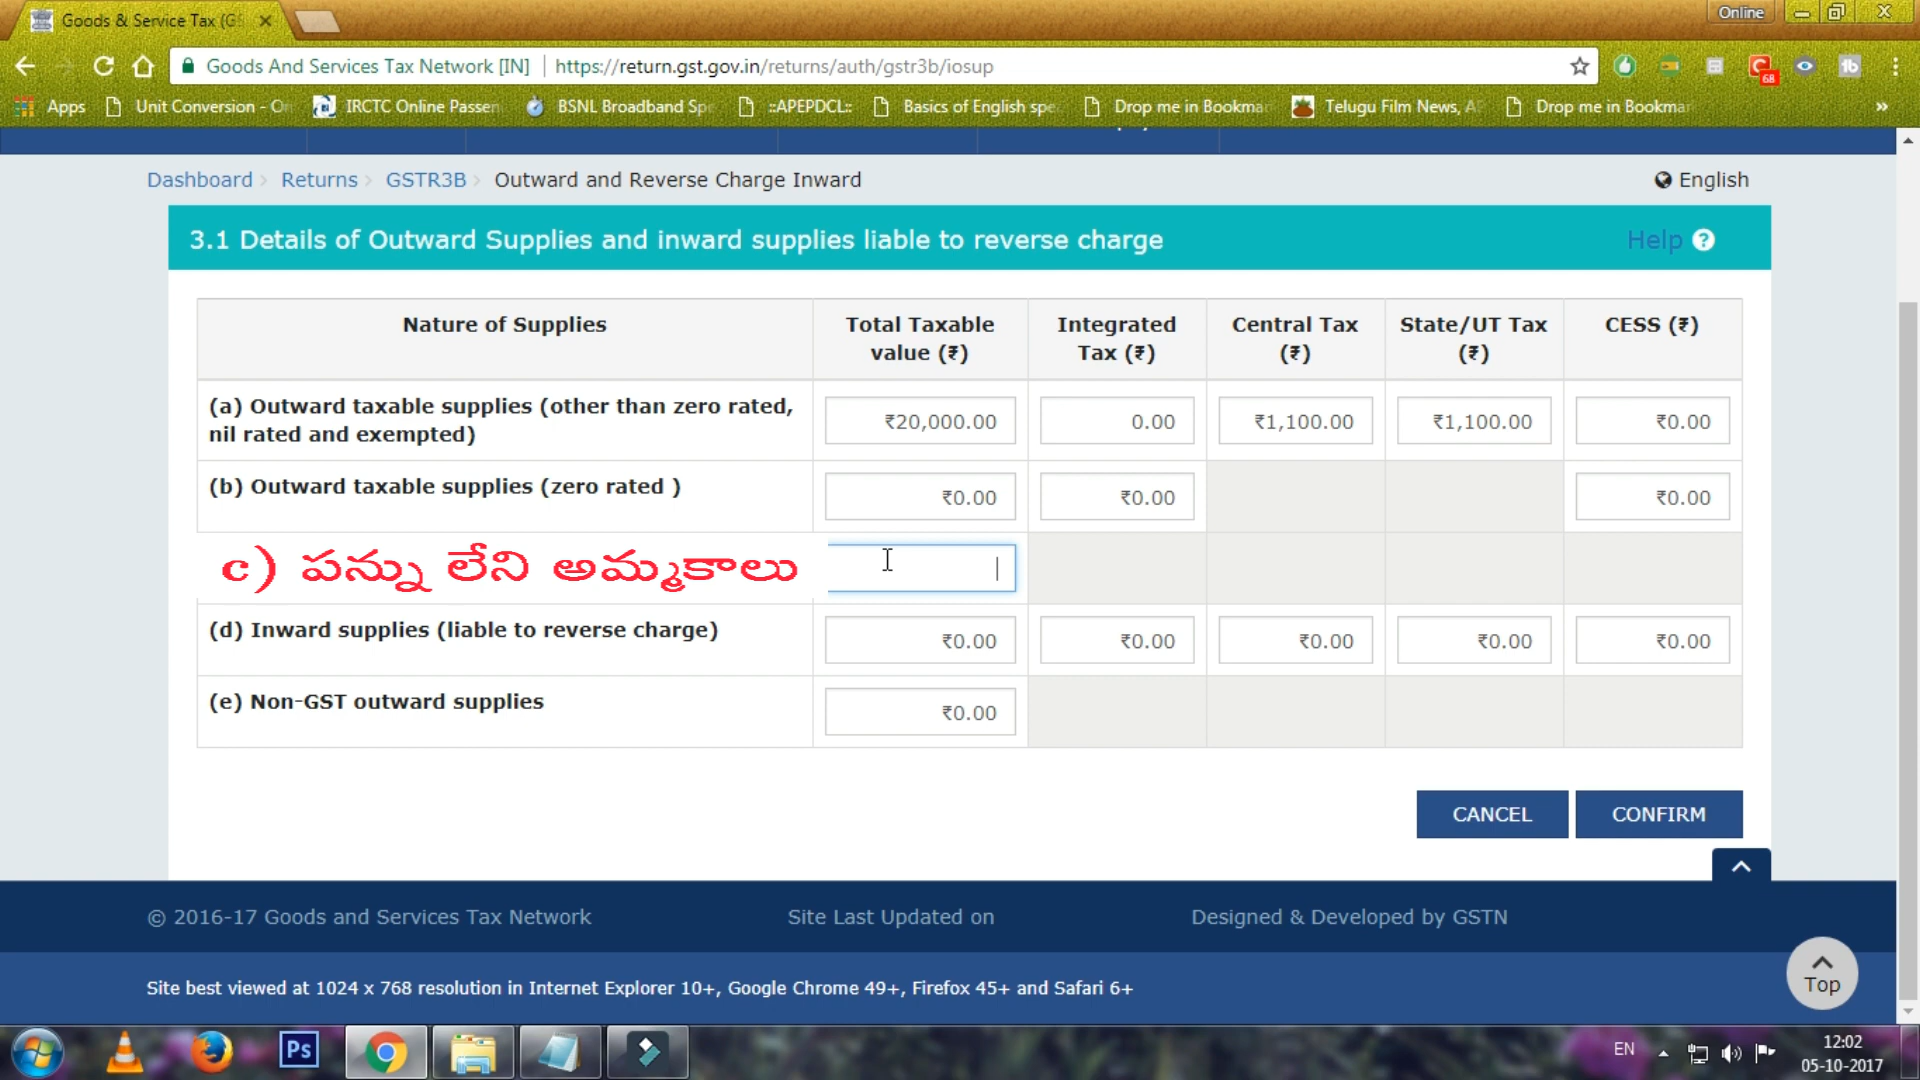 Goods & Service Tax (GS
Online
Goods And Services Tax Network [IN] https://return.gst.gov.in/returns/auth/gstr3b/iosup
68
Apps Unit Conversion - On IRCTC Online Passen BSNL Broadband Sp ::APEPDCL:: Basics of English spe Drop me in Bookmar Telugu Film News, A Drop me in Bookmar »
Dashboard Returns GSTR3B Outward and Reverse Charge Inward English
3.1 Details of Outward Supplies and inward supplies liable to reverse charge Help ?
Nature of Supplies Total Taxable value (₹) Integrated Tax (₹) Central Tax (₹) State/UT Tax (₹) CESS (₹)
(a) Outward taxable supplies (other than zero rated, nil rated and exempted) ₹20,000.00 0.00 ₹1,100.00 ₹1,100.00 ₹0.00
(b) Outward taxable supplies (zero rated ) ₹0.00 ₹0.00 ₹0.00
c) పన్ను లేని అమ్మకాలు
(d) Inward supplies (liable to reverse charge) ₹0.00 ₹0.00 ₹0.00 ₹0.00 ₹0.00
(e) Non-GST outward supplies ₹0.00
CANCEL CONFIRM
© 2016-17 Goods and Services Tax Network Site Last Updated on Designed & Developed by GSTN
Top
Site best viewed at 1024 x 768 resolution in Internet Explorer 10+, Google Chrome 49+, Firefox 45+ and Safari 6+
Ps EN 12:02
05-10-2017